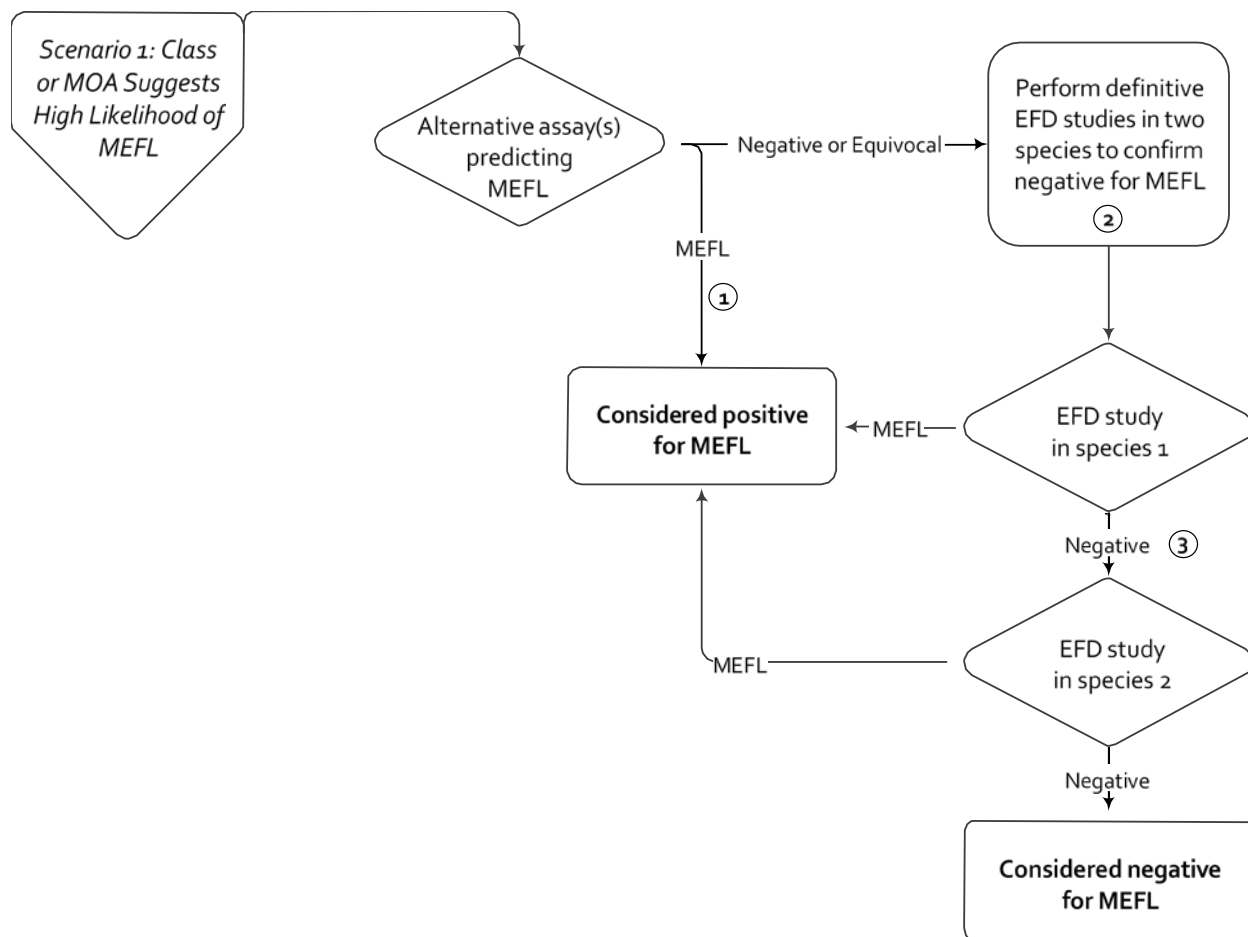 Scenario 1: Class
or MOA Suggests
High Likelihood of
MEFL
Alternative assay(s)
predicting
MEFL
Negative or Equivocal
Perform definitive
EFD studies in two
species to confirm
negative for MEFL
2
MEFL
1
Considered positive
for MEFL
MEFL
EFD study
in species 1
Negative 3
MEFL
EFD study
in species 2
Negative
Considered negative
for MEFL